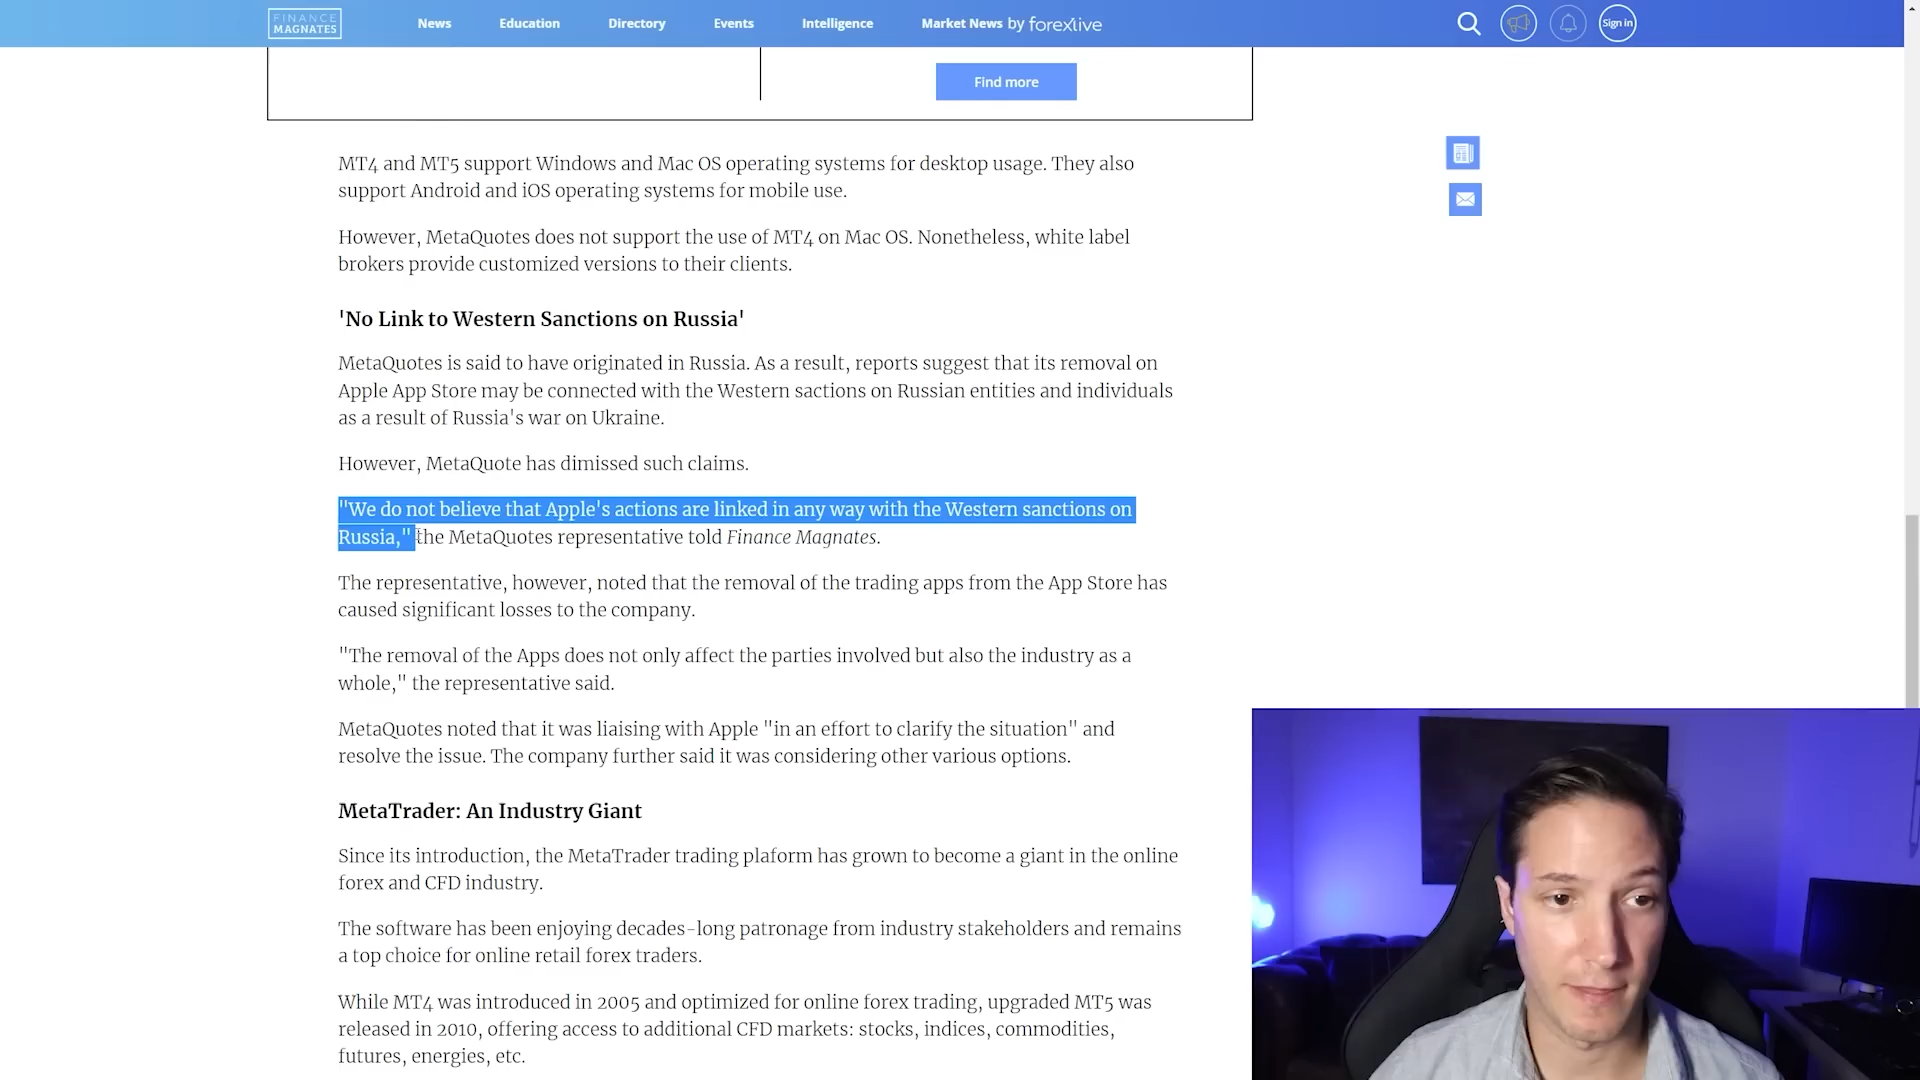 FINANCE
MAGNATES
News
Education
Directory
Events
Intelligence
Market News by forexlive
Sign in
Find more
MT4 and MT5 support Windows and Mac OS operating systems for desktop usage. They also
support Android and iOS operating systems for mobile use.
However, MetaQuotes does not support the use of MT4 on Mac OS. Nonetheless, white label
brokers provide customized versions to their clients.
'No Link to Western Sanctions on Russia'
MetaQuotes is said to have originated in Russia. As a result, reports suggest that its removal on
Apple App Store may be connected with the Western sactions on Russian entities and individuals
as a result of Russia's war on Ukraine.
However, MetaQuote has dimissed such claims.
"We do not believe that Apple's actions are linked in any way with the Western sanctions on
Russia," the MetaQuotes representative told Finance Magnates.
The representative, however, noted that the removal of the trading apps from the App Store has
caused significant losses to the company.
"The removal of the Apps does not only affect the parties involved but also the industry as a
whole," the representative said.
MetaQuotes noted that it was liaising with Apple "in an effort to clarify the situation" and
resolve the issue. The company further said it was considering other various options.
MetaTrader: An Industry Giant
Since its introduction, the MetaTrader trading plaform has grown to become a giant in the online
forex and CFD industry.
The software has been enjoying decades-long patronage from industry stakeholders and remains
a top choice for online retail forex traders.
While MT4 was introduced in 2005 and optimized for online forex trading, upgraded MT5 was
released in 2010, offering access to additional CFD markets: stocks, indices, commodities,
futures, energies, etc.